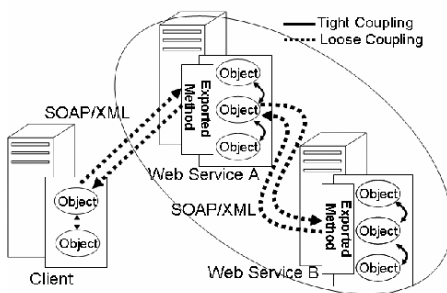 Tight Coupling
Loose Coupling
Object
Object
Object
Exported
Method
SOAP/XML
Web Service A
Object
Object
Client
SOAP/XML
Object
Object
Object
Exported
Method
Web Service B